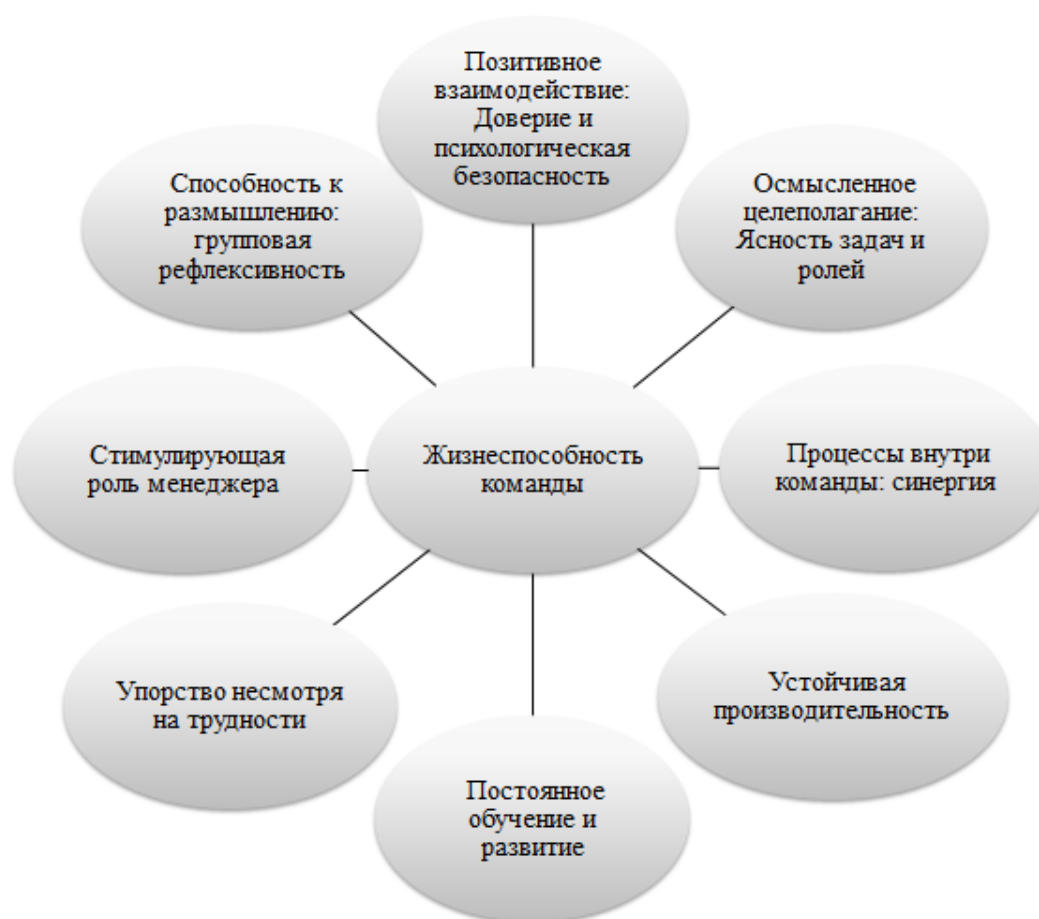 Позитивное
взаимодействие:
Доверие и
психологическая
безопасность
Способность к
размышлению:
групповая
рефлексивность
Осмысленное
целеполагание:
Ясность задач и
ролей
Стимулирующая
роль менеджера
Жизнеспособность
команды
Процессы внутри
команды: синергия
Упорство несмотря
на трудности
Устойчивая
производительность
Постоянное
обучение и
развитие